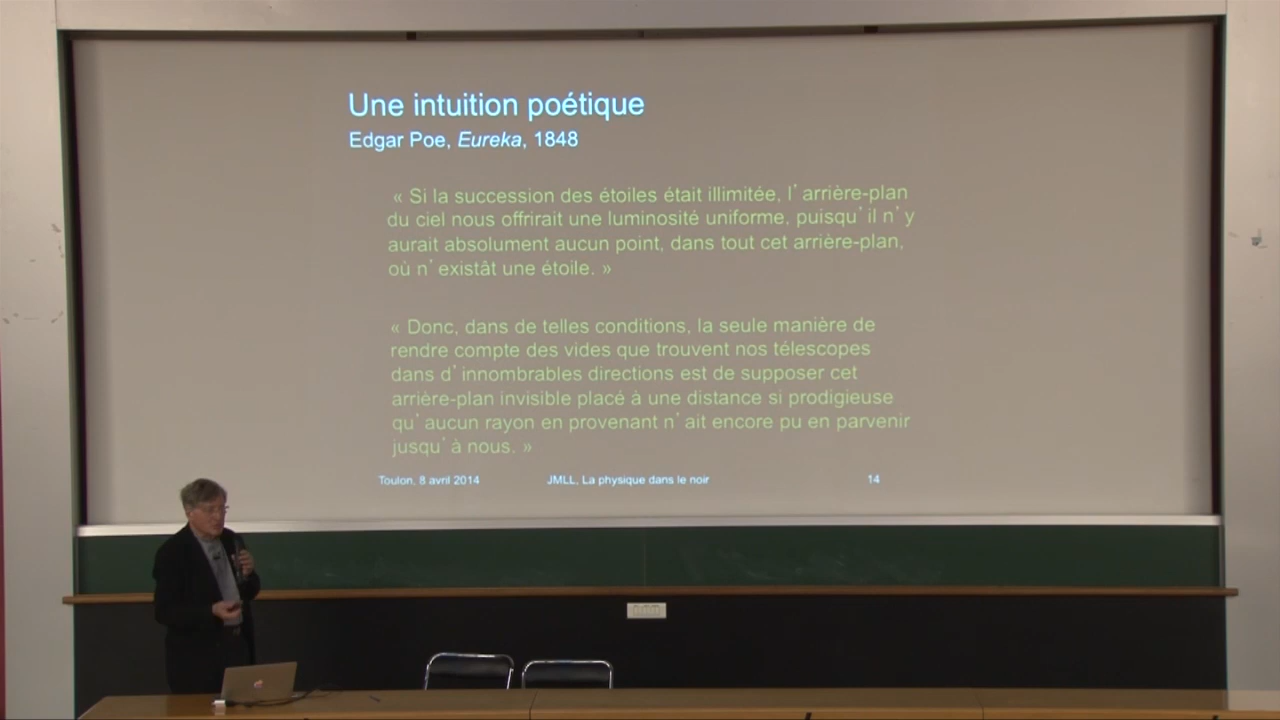 Une intuition poétique
Edgar Poe, Eureka, 1848
« Si la succession des étoiles était illimitée, l’arrière-plan
du ciel nous offrirait une luminosité uniforme, puisqu’il n’y
aurait absolument aucun point, dans tout cet arrière-plan,
où n’existât une étoile. »
« Donc, dans de telles conditions, la seule manière de
rendre compte des vides que trouvent nos télescopes
dans d’innombrables directions est de supposer cet
arrière-plan invisible placé à une distance si prodigieuse
qu’aucun rayon en provenant n’ait encore pu en parvenir
jusqu’à nous. »
Toulon, 8 avril 2014 JMLL, La physique dans le noir 14